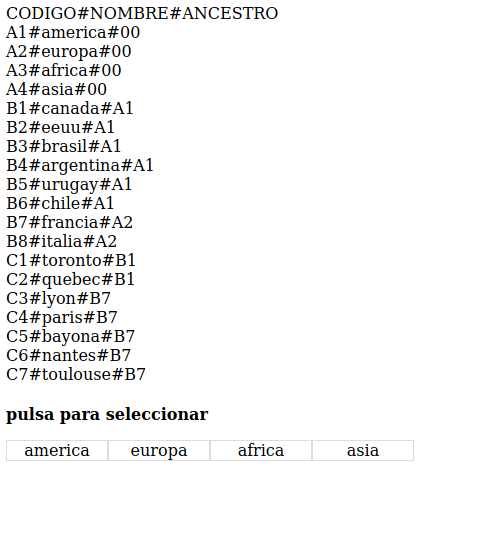 CODIGO#NOMBRE#ANCESTRO
A1#america#00
A2#europa#00
A3#africa#00
A4#asia#00
B1#canada#A1
B2#eeuu#A1
B3#brasil#A1
B4#argentina#A1
B5#urugay#A1
B6#chile#A1
B7#francia#A2
B8#italia#A2
C1#toronto#B1
C2#quebec#B1
C3#lyon#B7
C4#paris#B7
C5#bayona#B7
C6#nantes#B7
C7#toulouse#B7
pulsa para seleccionar
america europa africa asia